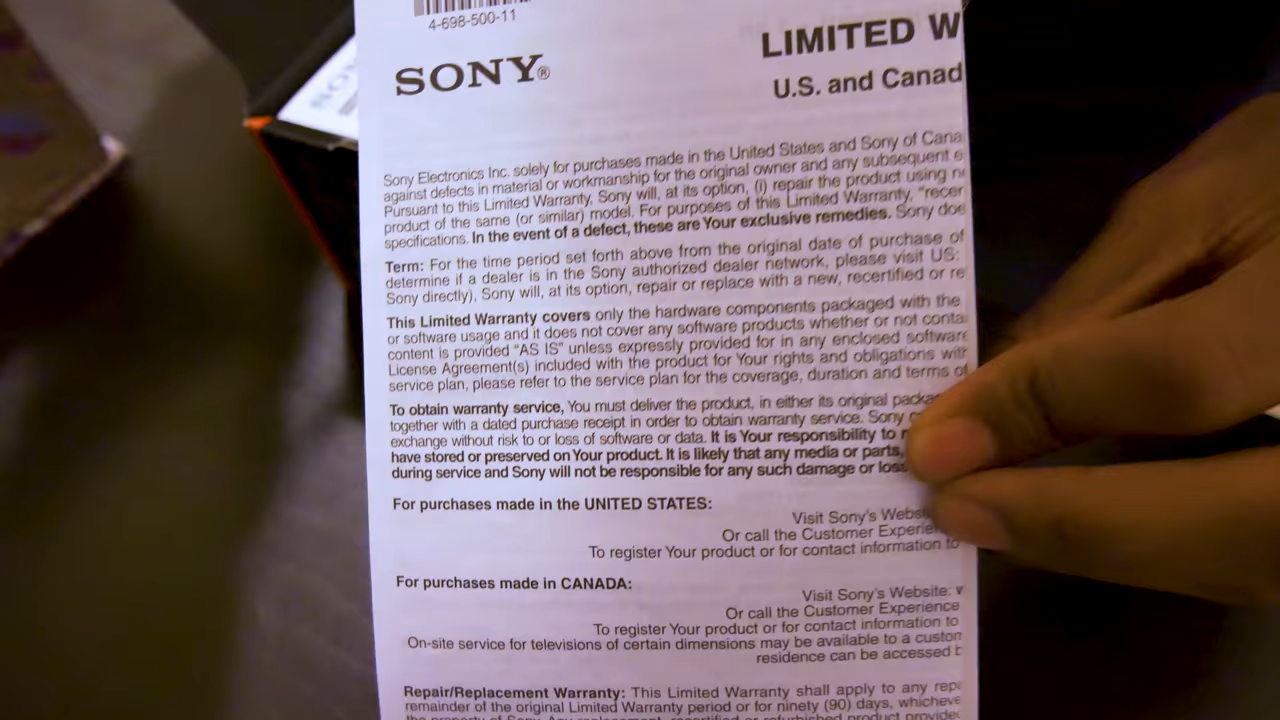 4-698-500-11
SONY®
LIMITED W
U.S. and Canad
Sony Electronics Inc. solely for purchases made in the United States and Sony of Cana
against defects in material or workmanship for the original owner and any subsequent
Pursuant to this Limited Warranty, Sony will, at its option, (i) repair the product using
product of the same (or similar) model. For purposes of this Limited Warranty, "recer
specifications. In the event of a defect, these are Your exclusive remedies. Sony doe
Term: For the time period set forth above from the original date of purchase of
determine if a dealer is in the Sony authorized dealer network, please visit US:
Sony directly), Sony will, at its option, repair or replace with a new, recertified or re
This Limited Warranty covers only the hardware components packaged with the
or software usage and it does not cover any software products whether or not conta
content is provided "AS IS" unless expressly provided for in any enclosed software
License Agreement(s) included with the product for Your rights and obligations with
service plan, please refer to the service plan for the coverage, duration and terms of
To obtain warranty service, You must deliver the product, in either its original packa
together with a dated purchase receipt in order to obtain warranty service. Sony
exchange without risk to or loss of software or data. It is Your responsibility to
have stored or preserved on Your product. It is likely that any media or parts,
during service and Sony will not be responsible for any such damage or loss
For purchases made in the UNITED STATES:
Visit Sony's Webs
Or call the Customer Experie
To register Your product or for contact information to
For purchases made in CANADA:
Visit Sony's Website: w
Or call the Customer Experience
To register Your product or for contact information to
On-site service for televisions of certain dimensions may be available to a custom
residence can be accessed b
Repair/Replacement Warranty: This Limited Warranty shall apply to any repa
remainder of the original Limited Warranty period or for ninety (90) days, whicheve
the property of Sony. Any replacement, recertified or refurbished product provided